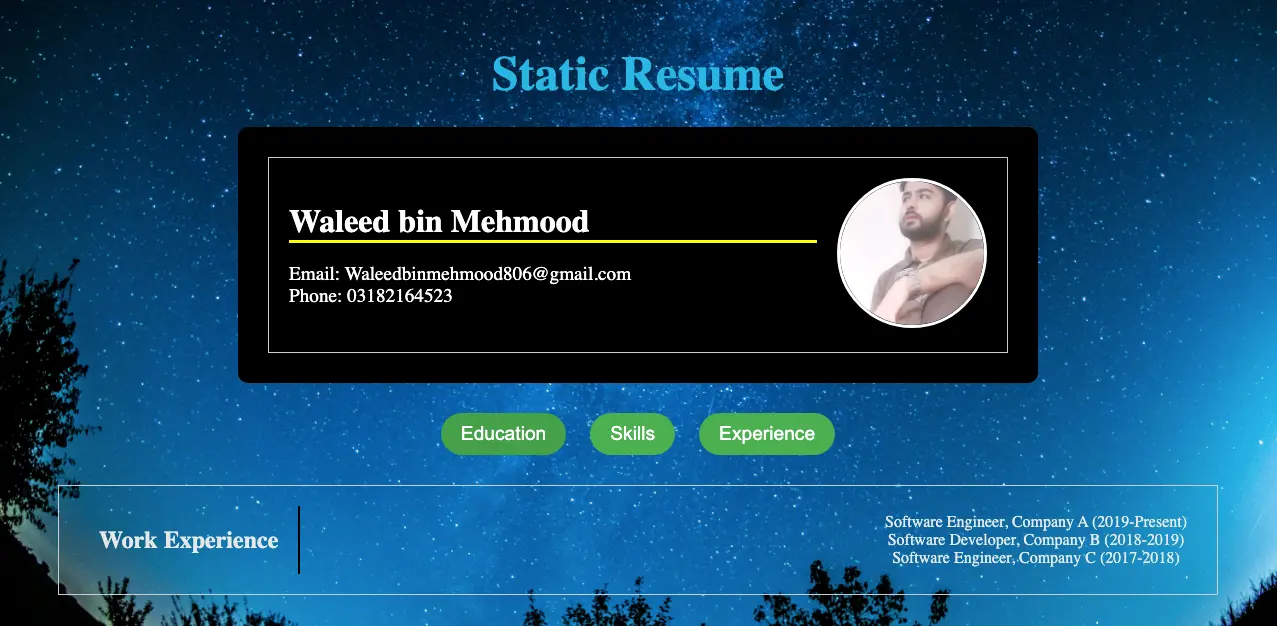 Static Resume
Waleed bin Mehmood
Email: Waleedbinmehmood806@gmail.com
Phone: 03182164523
Education Skills Experience
Work Experience
Software Engineer, Company A (2019-Present)
Software Developer, Company B (2018-2019)
Software Engineer, Company C (2017-2018)